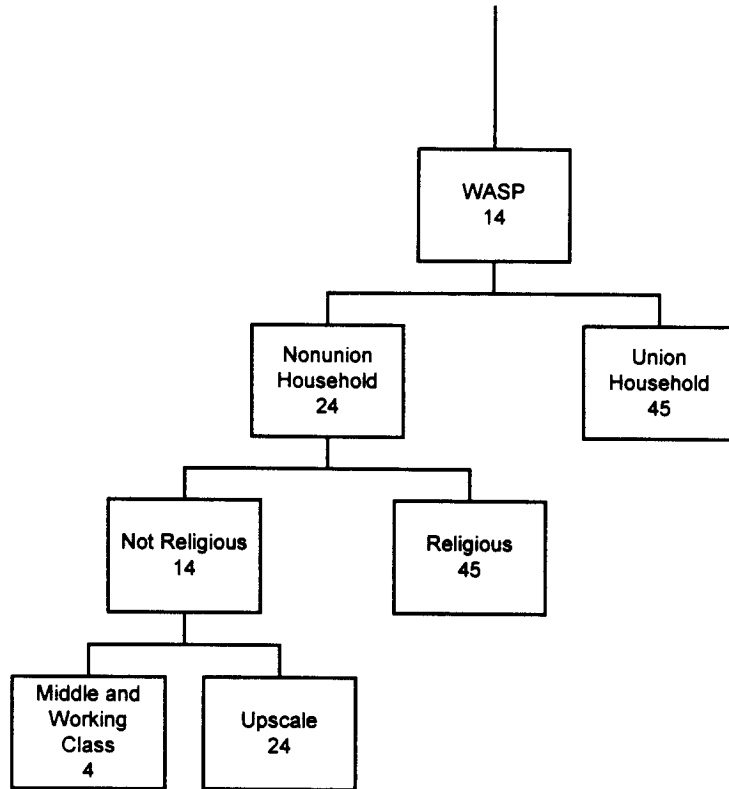 WASP
14
Nonunion
Household
24
Union
Household
45
Not Religious
14
Religious
45
Middle and
Working
Class
4
Upscale
24